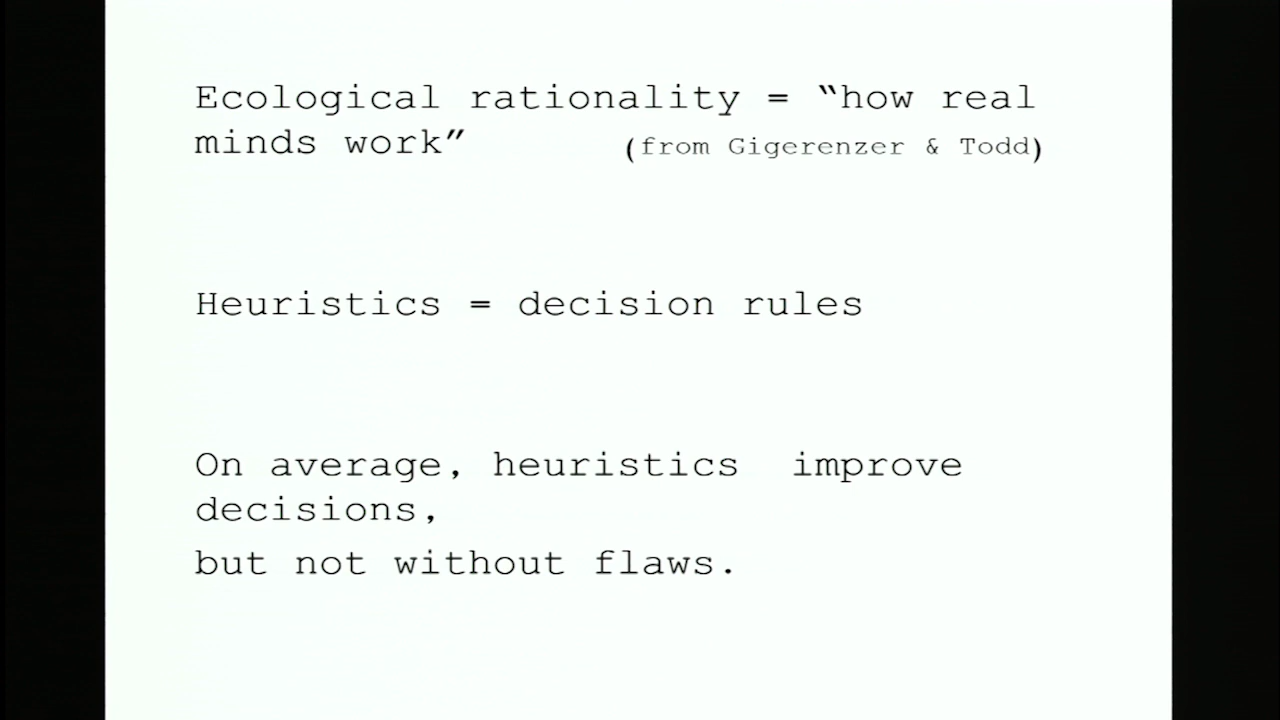 Ecological rationality = “how real
minds work” (from Gigerenzer & Todd)
Heuristics = decision rules
On average, heuristics improve
decisions,
but not without flaws.